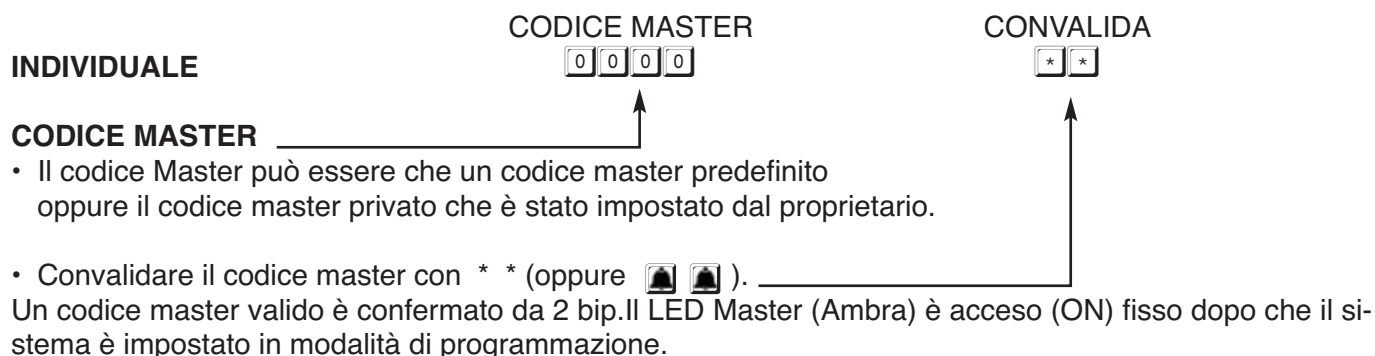 CODICE MASTER CONVALIDA
INDIVIDUALE 0 0 0 0 * *
CODICE MASTER
• Il codice Master può essere che un codice master predefinito
oppure il codice master privato che è stato impostato dal proprietario.
• Convalidare il codice master con * * (oppure ).
Un codice master valido è confermato da 2 bip.Il LED Master (Ambra) è acceso (ON) fisso dopo che il si-
stema è impostato in modalità di programmazione.